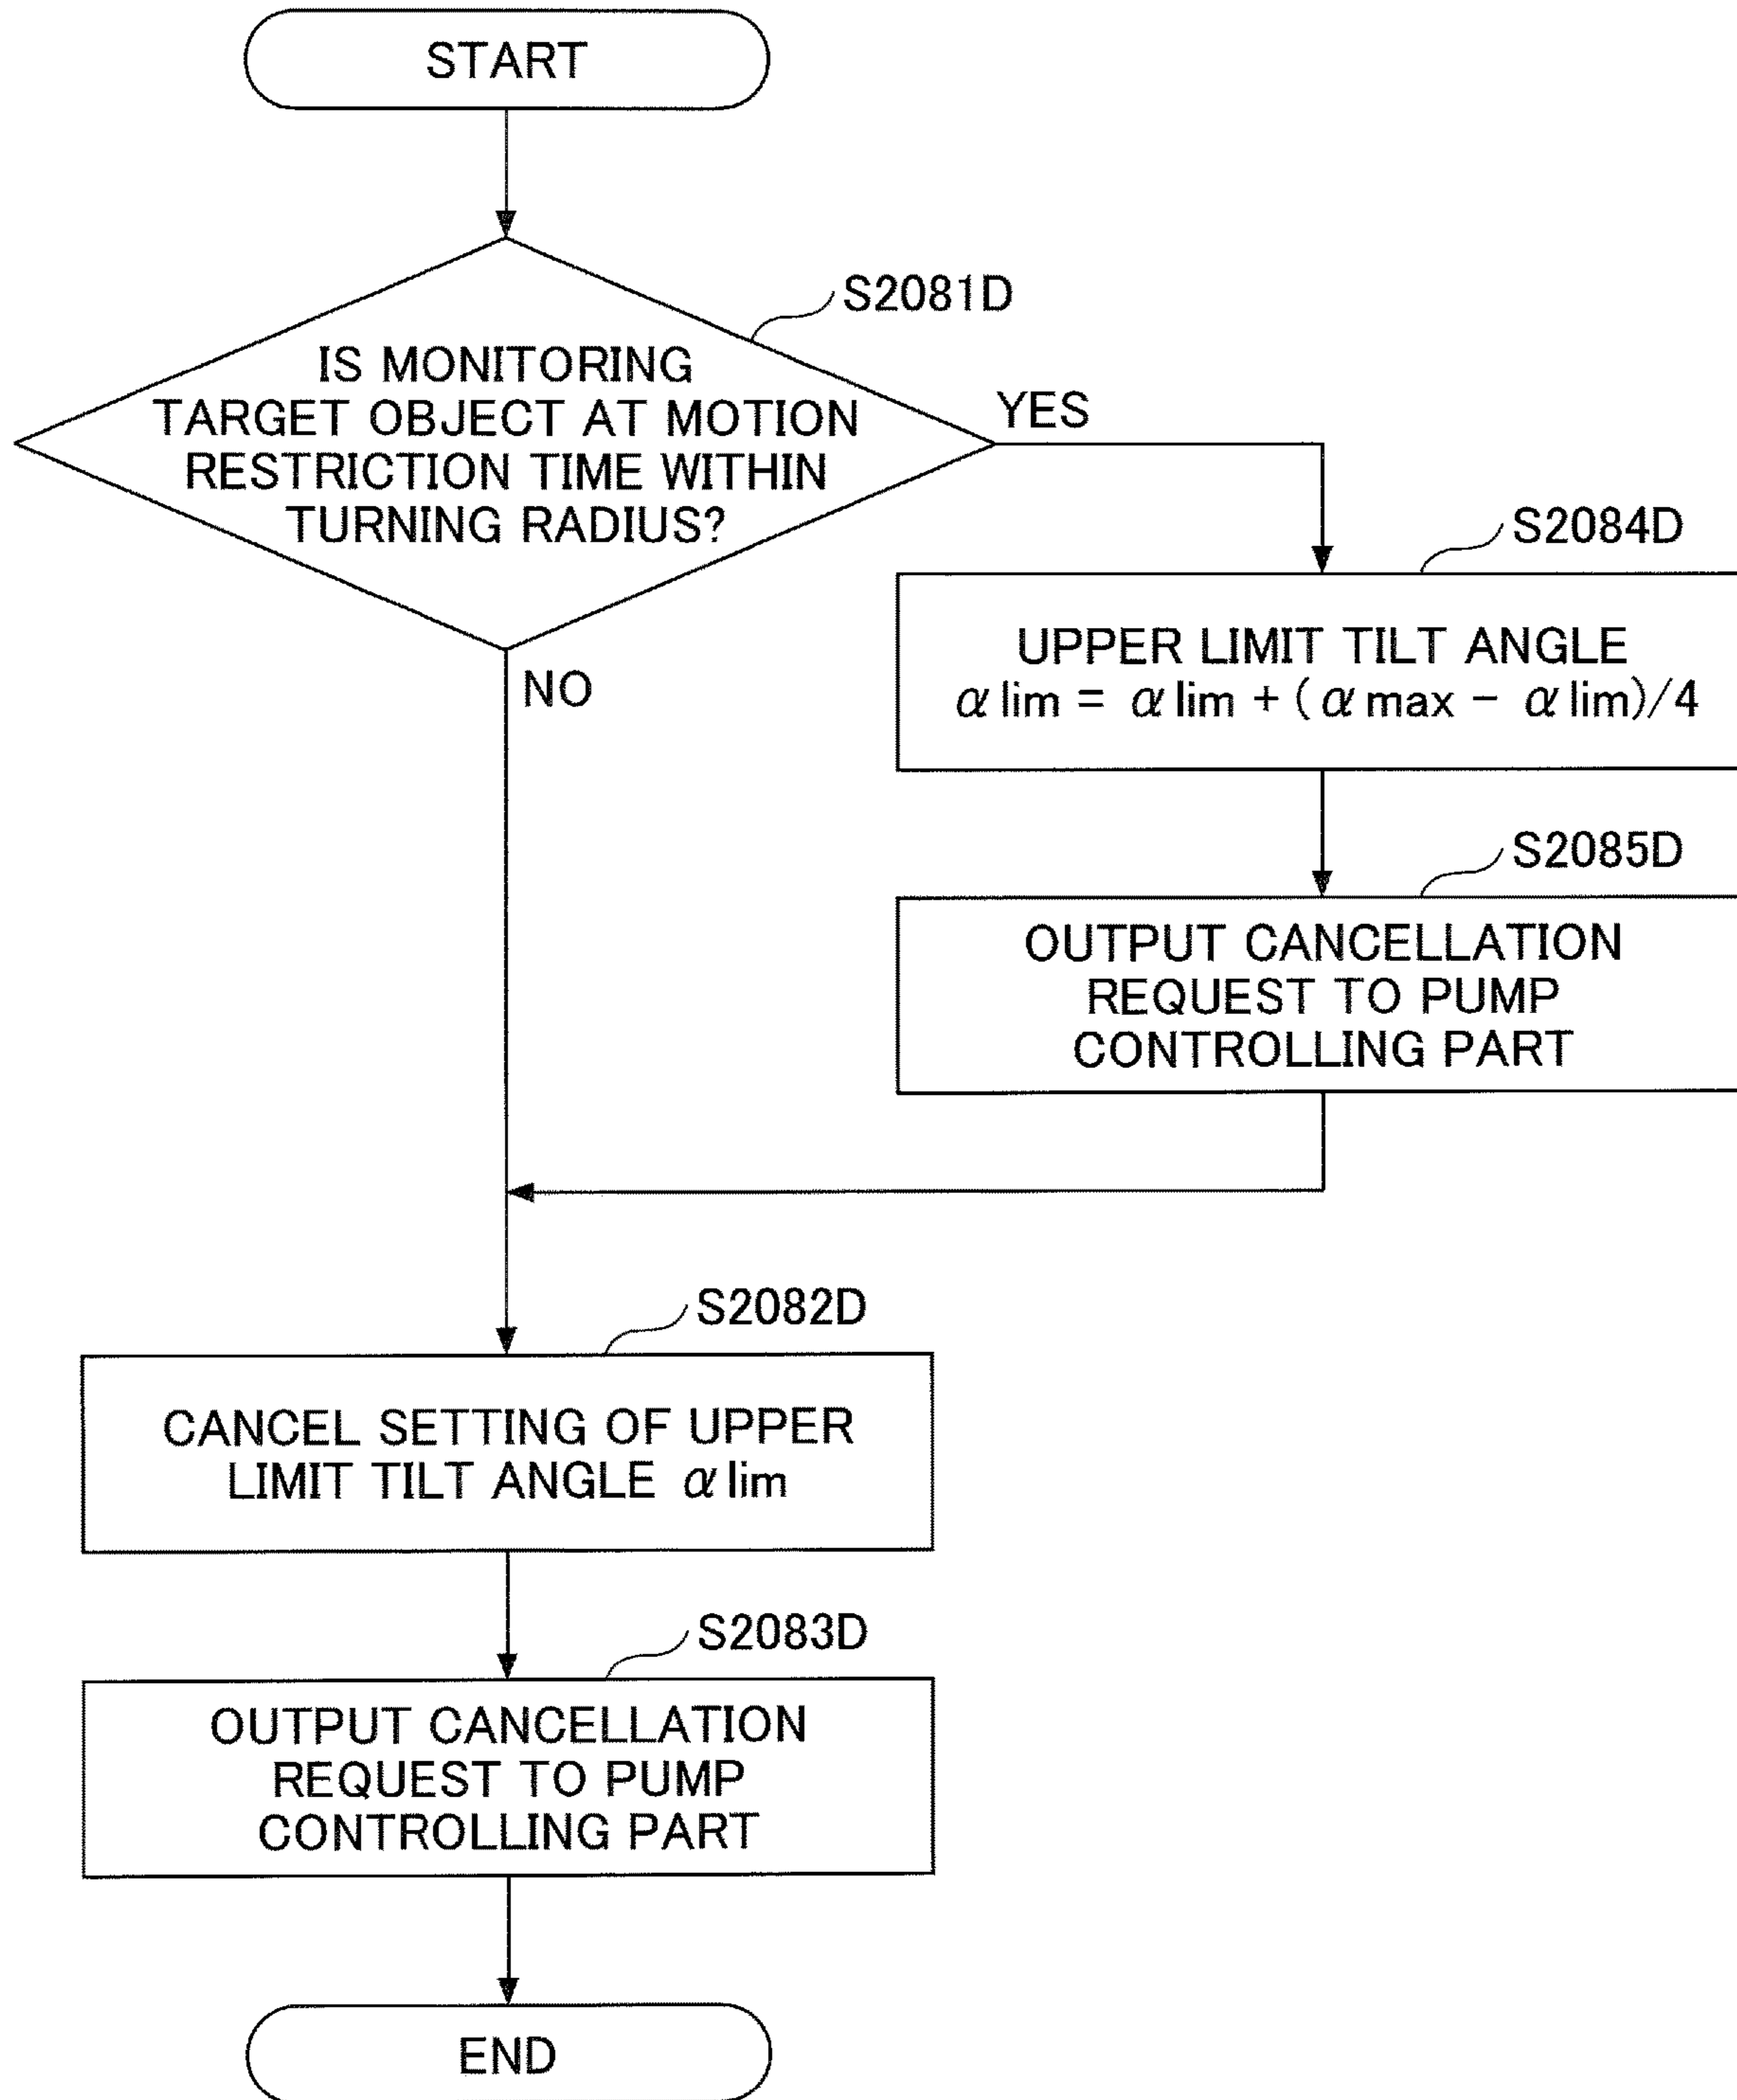 START
S2081D
IS MONITORING
TARGET OBJECT AT MOTION
RESTRICTION TIME WITHIN
TURNING RADIUS?
YES
NO
S2084D
UPPER LIMIT TILT ANGLE
α lim = α lim + (α max - α lim)/4
S2085D
OUTPUT CANCELLATION
REQUEST TO PUMP
CONTROLLING PART
S2082D
CANCEL SETTING OF UPPER
LIMIT TILT ANGLE α lim
S2083D
OUTPUT CANCELLATION
REQUEST TO PUMP
CONTROLLING PART
END